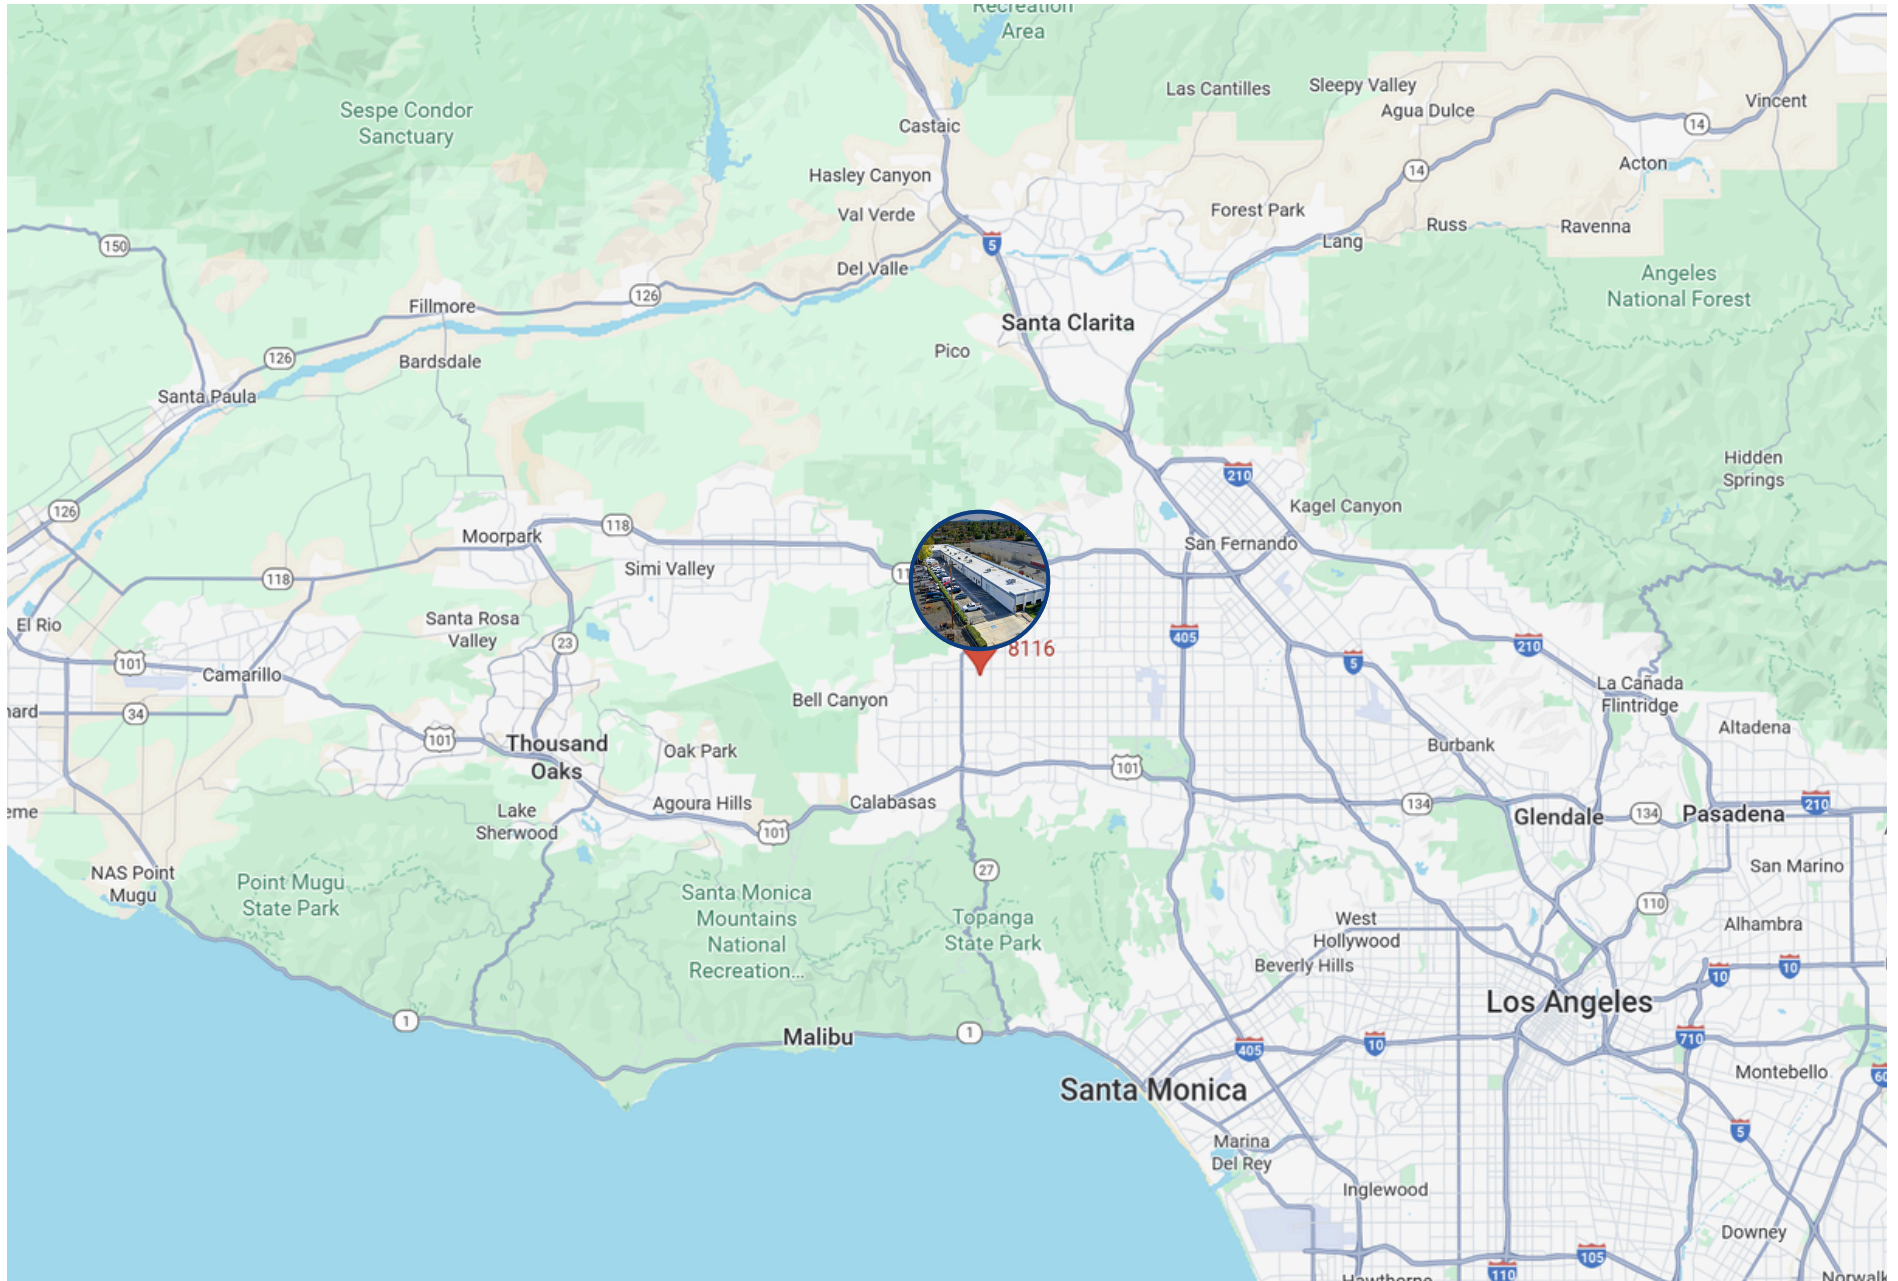 Recreation
Area
Las Cantilles
Sleepy Valley
Agua Dulce
Vincent
14
Sespe Condor
Sanctuary
Castaic
Acton
14
Hasley Canyon
Val Verde
Forest Park
Russ
Ravenna
150
5
Lang
Del Valle
Angeles
National Forest
126
Fillmore
Santa Clarita
Pico
126
Bardsdale
Santa Paula
Hidden
Springs
210
Kagel Canyon
126
118
Moorpark
San Fernando
Simi Valley
118
11
Santa Rosa
Valley
El Rio
23
8116
405
210
5
101
Camarillo
La Cañada
Flintridge
Bell Canyon
34
Altadena
101
Thousand
Oaks
Oak Park
Burbank
101
Agoura Hills
Calabasas
134
210
Lake
Sherwood
Glendale
134
Pasadena
101
NAS Point
Mugu
San Marino
27
Point Mugu
State Park
Santa Monica
Mountains
National
Recreation...
110
Topanga
State Park
West
Hollywood
Alhambra
Beverly Hills
10
10
Los Angeles
1
Malibu
1
405
10
710
Montebello
60
Santa Monica
5
Marina
Del Rey
Inglewood
Downey
105
110
Hawthorne
Norwalk